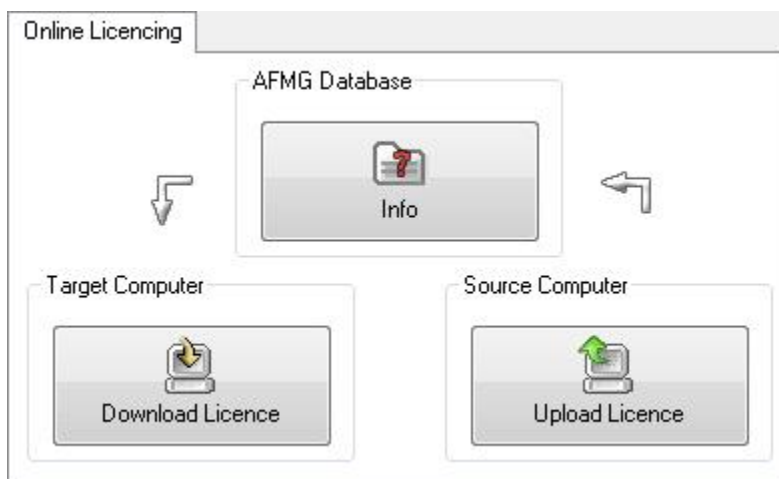 Online Licencing
AFMG Database
Info
Target Computer
Source Computer
Download Licence
Upload Licence